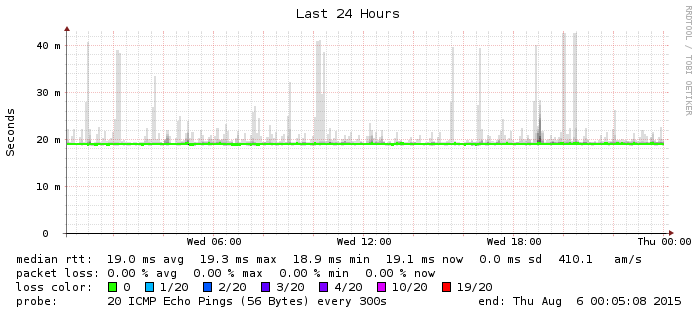 Last 24 Hours
RRDTOOL / TOBI OETIKER
Seconds
40 m
30 m
20 m
10 m
0
Wed 06:00 Wed 12:00 Wed 18:00 Thu 00:00
median rtt: 19.0 ms avg 19.3 ms max 18.9 ms min 19.1 ms now 0.0 ms sd 410.1 am/s
packet loss: 0.00 % avg 0.00 % max 0.00 % min 0.00 % now
loss color: 0 1/20 2/20 3/20 4/20 10/20 19/20
probe: 20 ICMP Echo Pings (56 Bytes) every 300s end: Thu Aug 6 00:05:08 2015